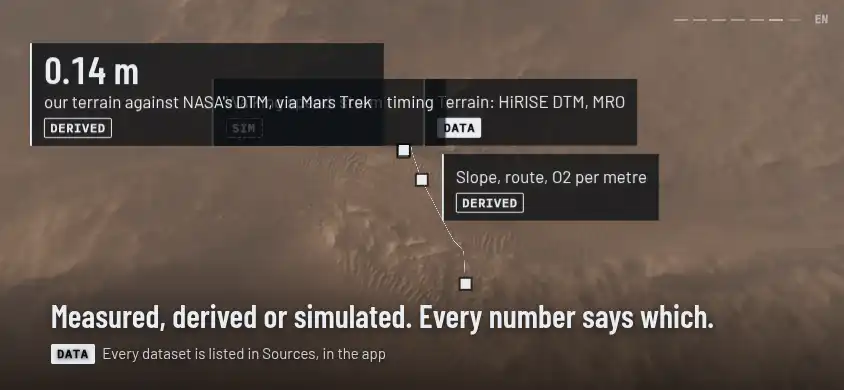 EN
0.14 m
our terrain against NASA's DTM, via Mars Trek
timing
SIM
Terrain: HiRISE DTM, MRO
DERIVED
DATA
Slope, route, O2 per metre
DERIVED
Measured, derived or simulated. Every number says which.
DATA Every dataset is listed in Sources, in the app